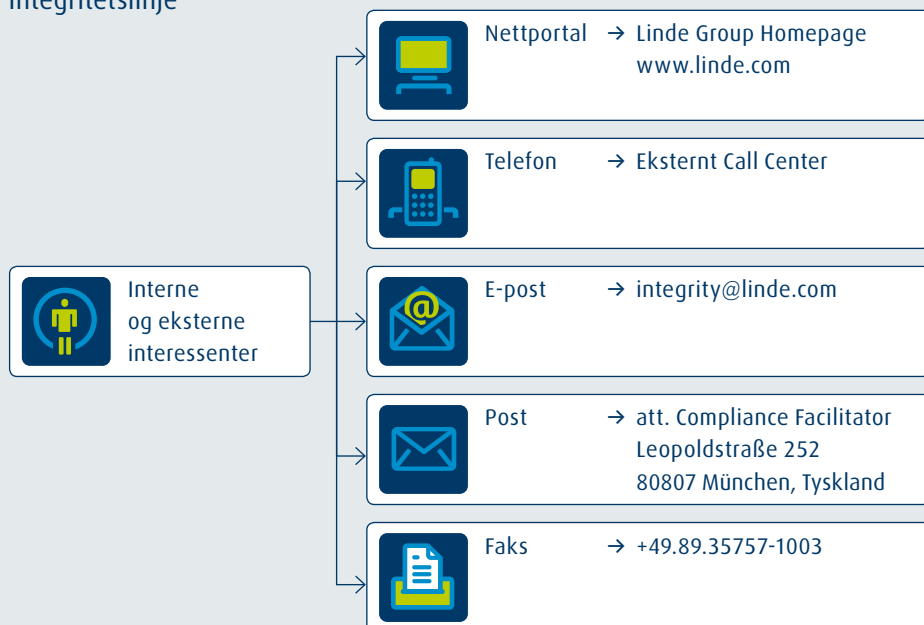 integritetslinje
Nettportal → Linde Group Homepage
www.linde.com
Telefon → Eksternt Call Center
Interne
og eksterne
interessenter
E-post → integrity@linde.com
Post → att. Compliance Facilitator
Leopoldstraße 252
80807 München, Tyskland
Faks → +49.89.35757-1003